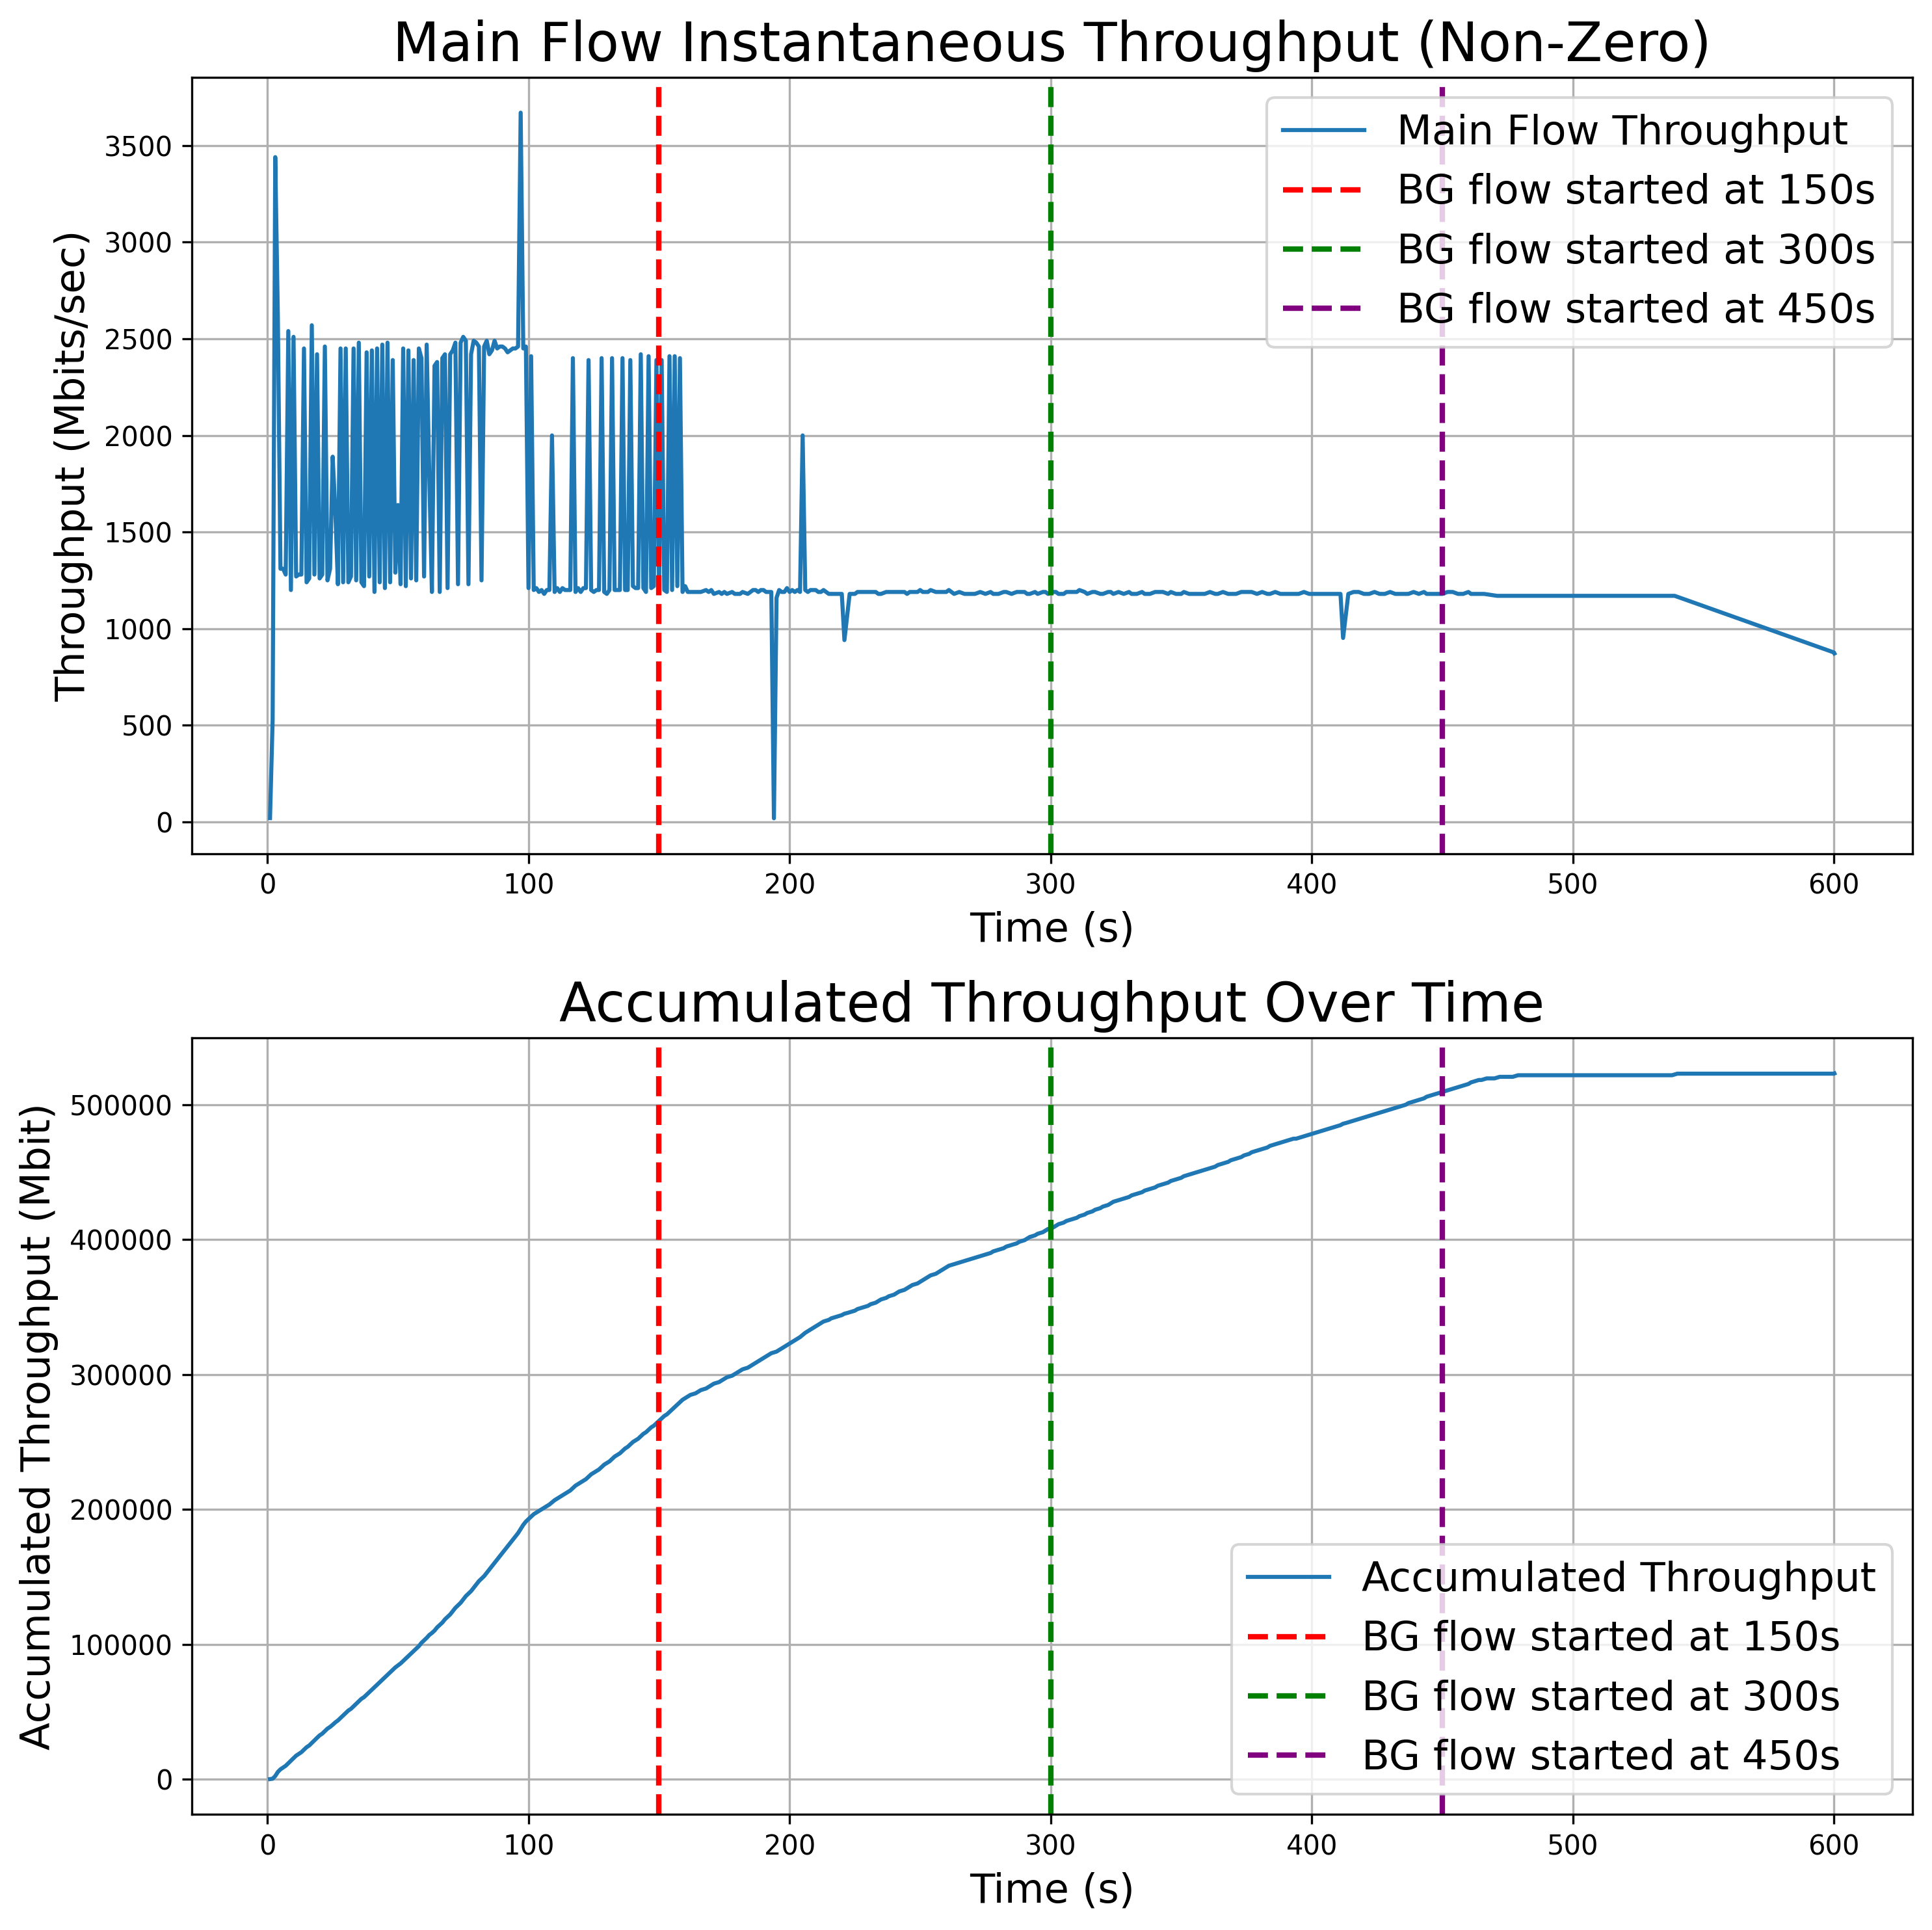 Main Flow Instantaneous Throughput (Non-Zero)
Throughput (Mbits/sec)
3500
3000
2500
2000
1500
1000
500
0
Main Flow Throughput
BG flow started at 150s
BG flow started at 300s
BG flow started at 450s
0 100 200 300 400 500 600
Time (s)
Accumulated Throughput Over Time
Accumulated Throughput (Mbit)
500000
400000
300000
200000
100000
0
Accumulated Throughput
BG flow started at 150s
BG flow started at 300s
BG flow started at 450s
0 100 200 300 400 500 600
Time (s)